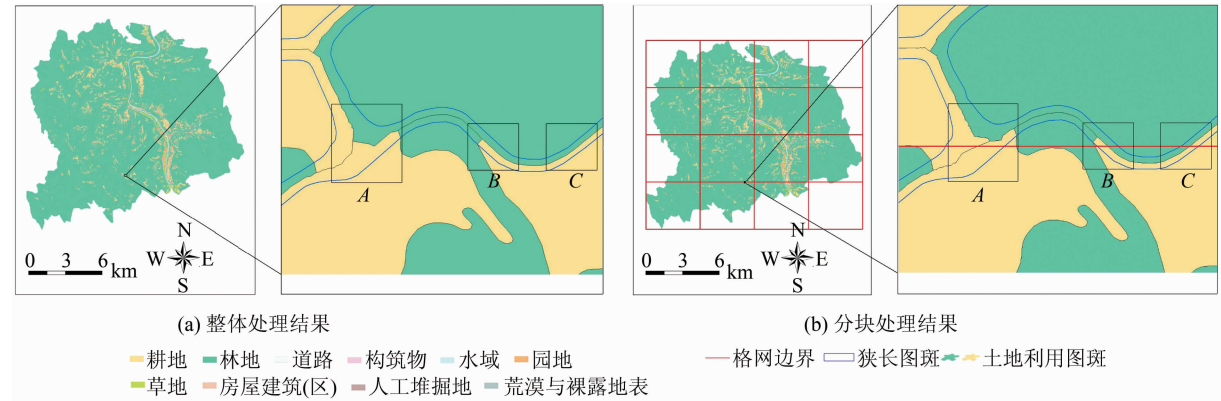 A
B
C
N
W E
S
0 3 6
km
(a) 整体处理结果
A
B
C
N
W E
S
0 3 6
km
(b) 分块处理结果
耕地 林地 道路 构筑物 水域 园地
草地 房屋建筑(区) 人工堆掘地 荒漠与裸露地表
格网边界 狭长图斑 土地利用图斑